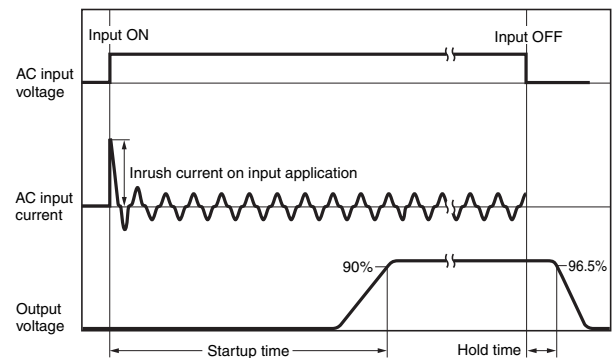 Input ON
Input OFF
AC input
voltage
Inrush current on input application
AC input
current
90%
96.5%
Output
voltage
Startup time
Hold time